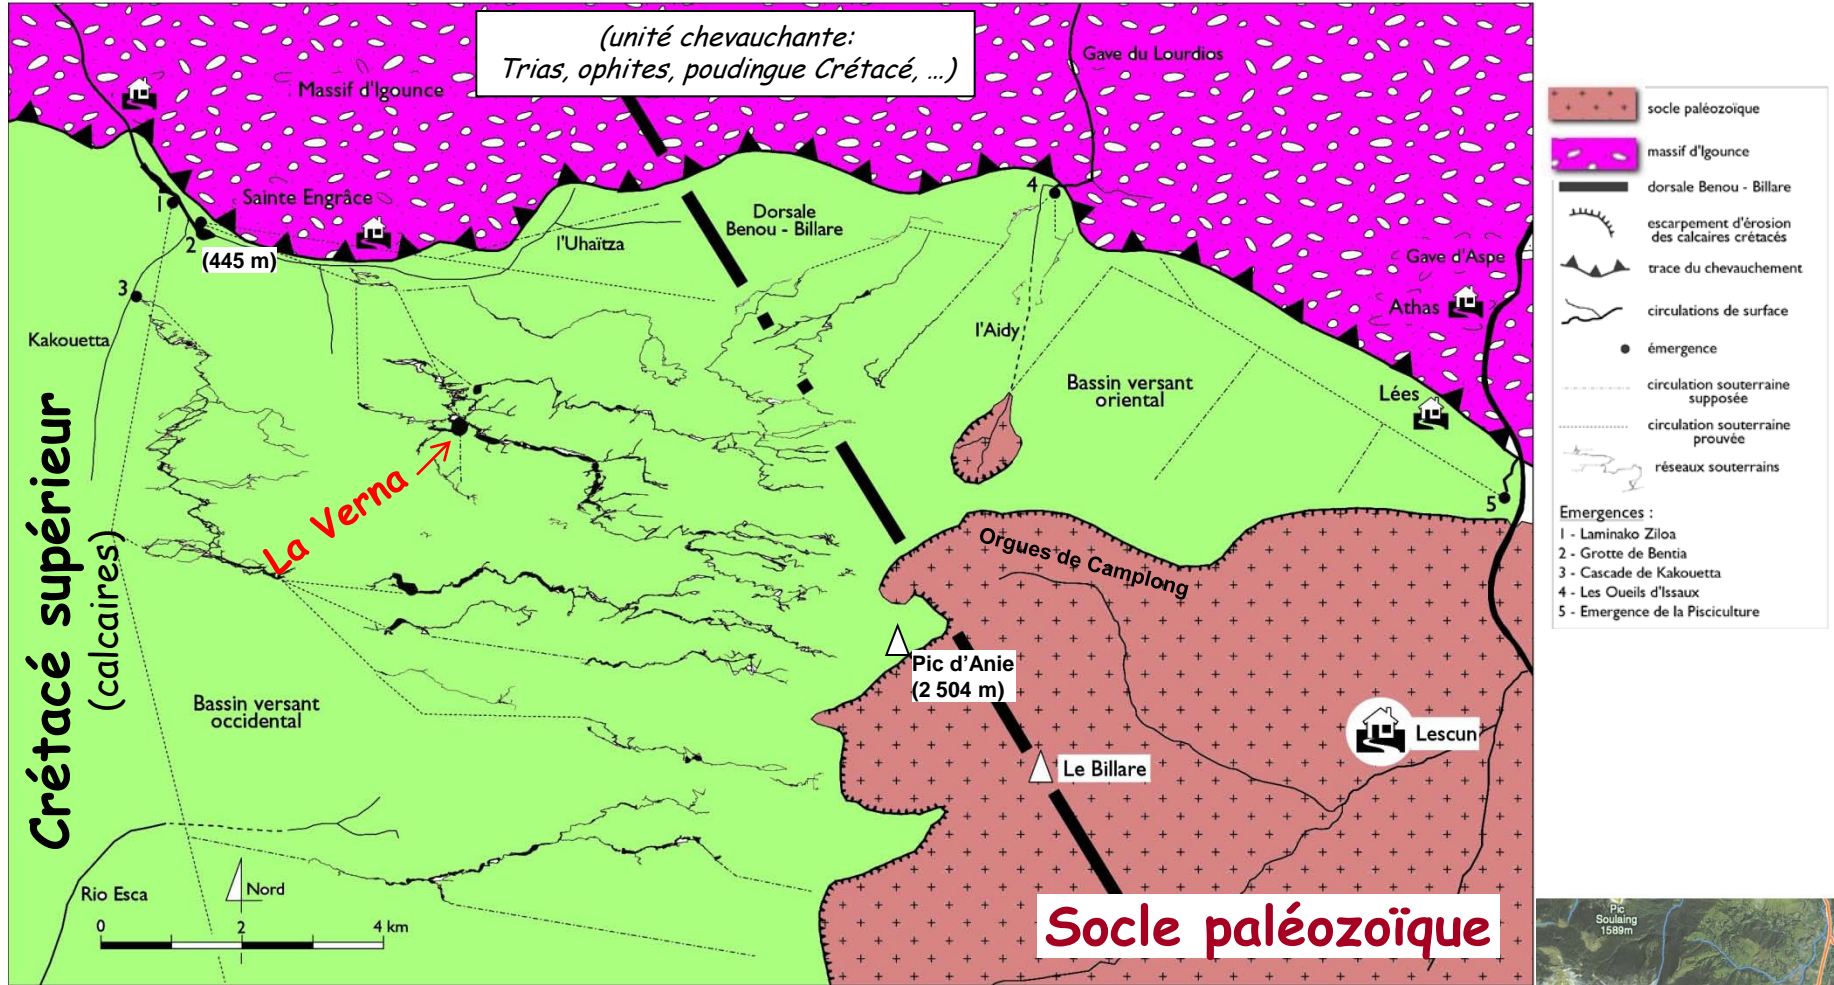 (unité chevauchante:
Trias, ophites, poudingue Crétacé, ...)
Gave du Lourdios
Massif d'Igounce
Sainte Engrâce
1
2
(445 m)
3
Kakouetta
l'Uhaïtza
Dorsale
Benou - Billare
4
l'Aidy
Gave d'Aspe
Athas
Lées
5
Bassin versant
oriental
La Verna
Crétacé supérieur
(calcaires)
Orgues de Camplong
Pic d'Anie
(2 504 m)
Le Billare
Lescun
Bassin versant
occidental
Rio Esca
Nord
0
2
4 km
Socle paléozoïque
socle paléozoïque
massif d'Igounce
dorsale Benou - Billare
escarpement d'érosion
des calcaires crétacés
trace du chevauchement
circulations de surface
émergence
circulation souterraine
supposée
circulation souterraine
prouvée
réseaux souterrains
Emergences :
1 - Laminako Ziloa
2 - Grotte de Bentia
3 - Cascade de Kakouetta
4 - Les Oueils d'Issaux
5 - Emergence de la Pisciculture
Pic
Soulaing
1589m